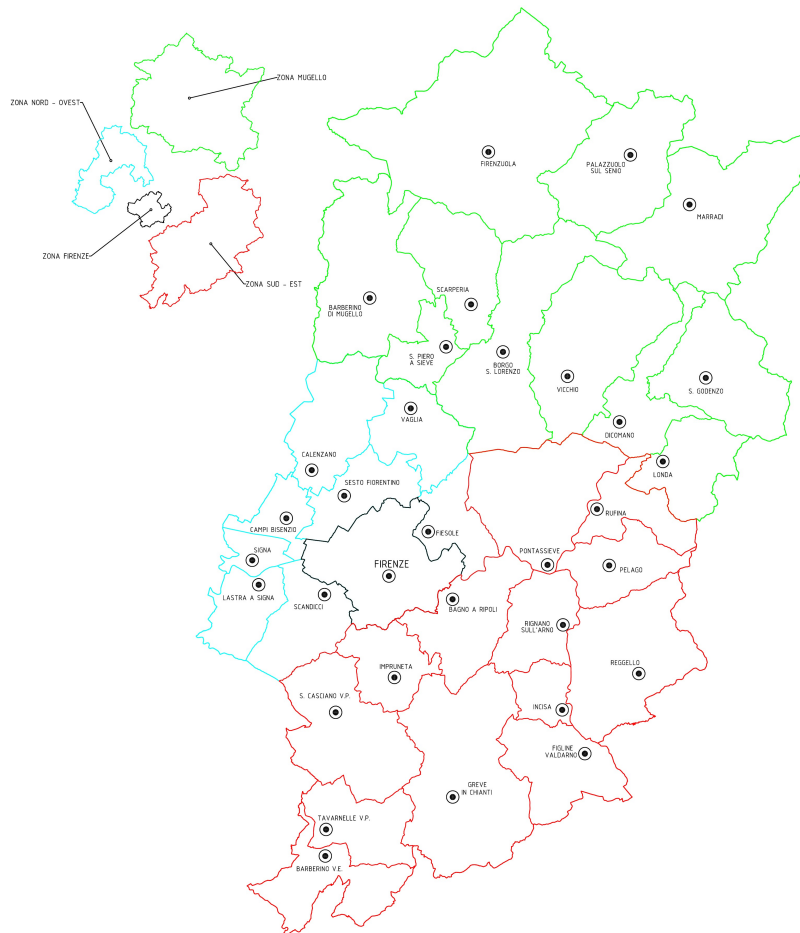 ZONA MUGELLO
ZONA NORD - OVEST
ZONA FIRENZE
ZONA SUD - EST
FIRENZUOLA
PALAZZUOLO
SUL SENIO
MARRADI
SCARPERIA
BARBERINO
DI MUGELLO
S. PIERO
A SIEVE
BORGO
S. LORENZO
VICCHIO
S. GODENZO
VAGLIA
DICOMANO
CALENZANO
LONDA
SESTO FIORENTINO
RUFINA
CAMPI BISENZIO
FIESOLE
SIGNA
PONTASSIEVE
FIRENZE
PELAGO
LASTRA A SIGNA
SCANDICCI
BAGNO A RIPOLI
RIGNANO
SULL'ARNO
IMPRUNETA
REGGELLO
S. CASCIANO V.P.
INCISA
FIGLINE
VALDARNO
GREVE
IN CHIANTI
TAVARNELLE V.P.
BARBERINO V.E.